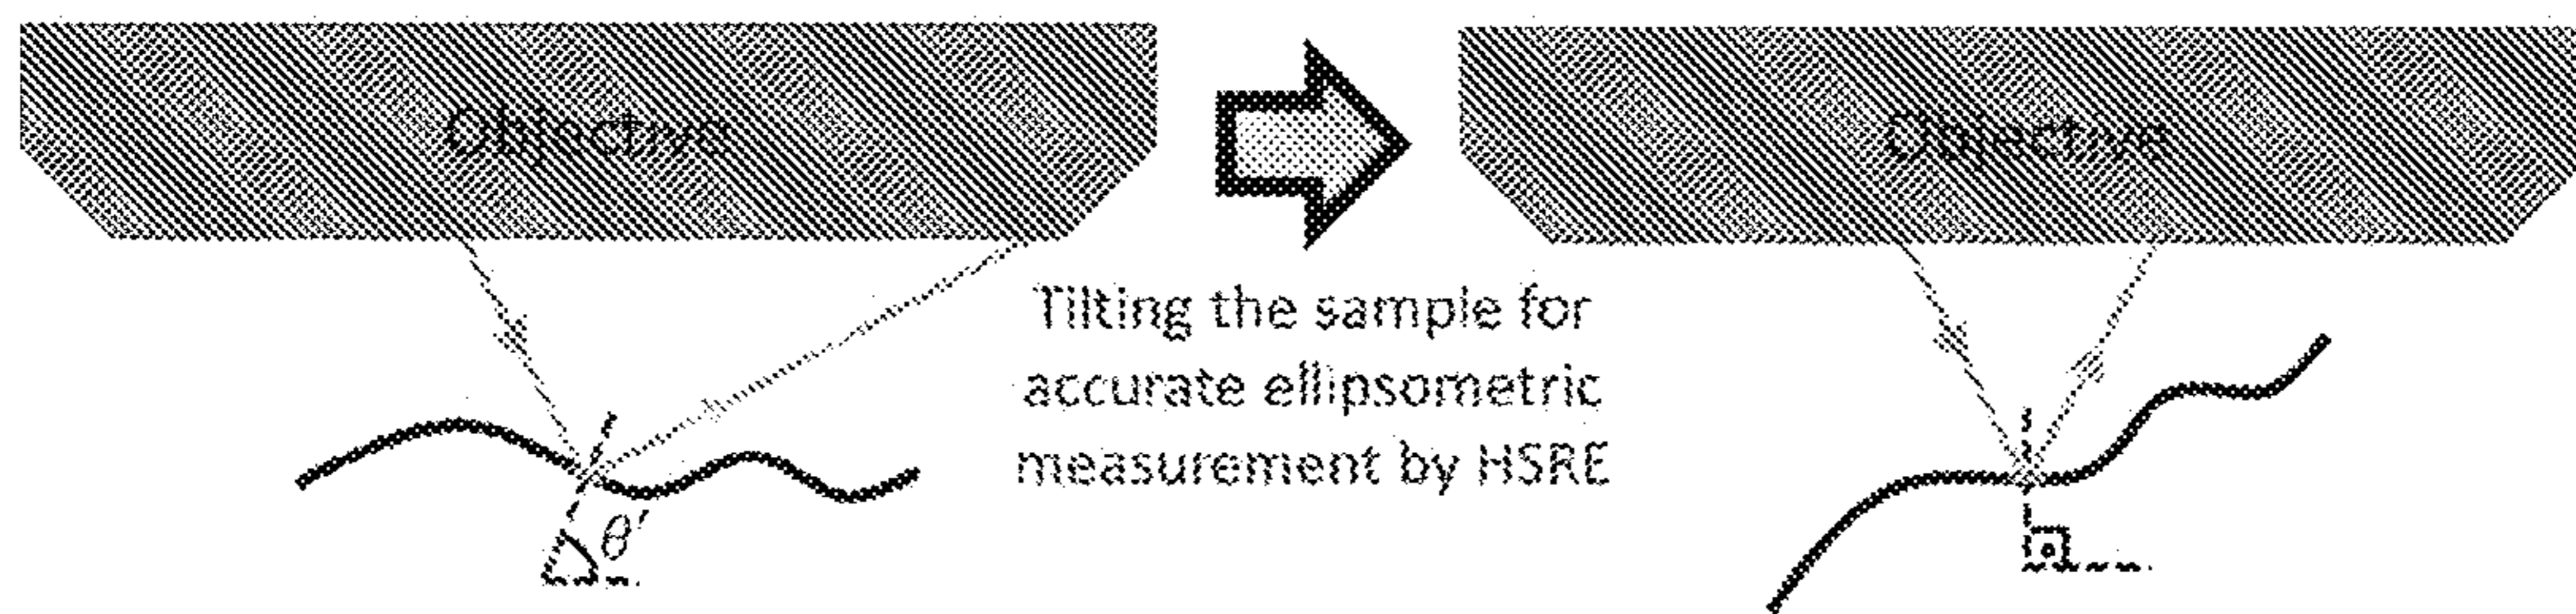 Objective
Objective
Tilting the sample for
accurate ellipsometric
measurement by HSRE
θ'